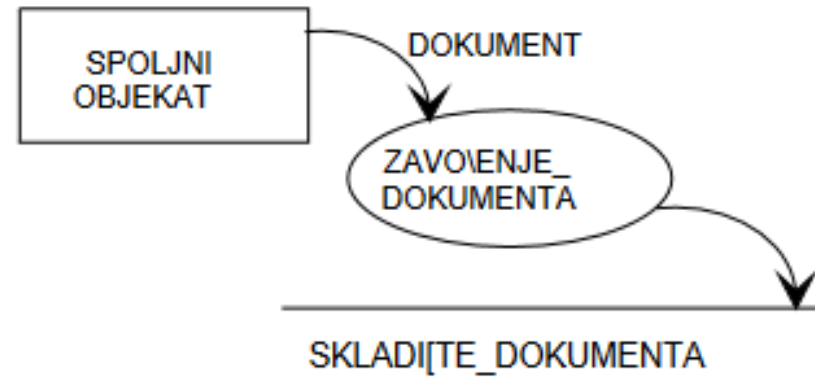 SPOLJNI
OBJEKAT
DOKUMENT
ZAVO\ENJE_
DOKUMENTA
SKLADI[TE_DOKUMENTA